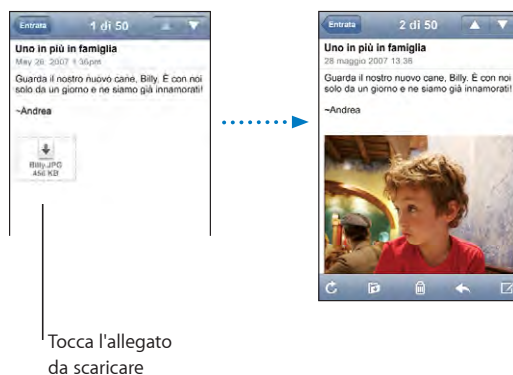 Entrata 1 di 50
Uno in più in famiglia
May 28, 2007 1:36pm
Guarda il nostro nuovo cane, Billy. È con noi
solo da un giorno e ne siamo già innamorati!
~Andrea
Billy.JPG
456 KB
Tocca l'allegato
da scaricare
Entrata 2 di 50
Uno in più in famiglia
28 maggio 2007 13.36
Guarda il nostro nuovo cane, Billy. È con noi
solo da un giorno e ne siamo già innamorati!
~Andrea